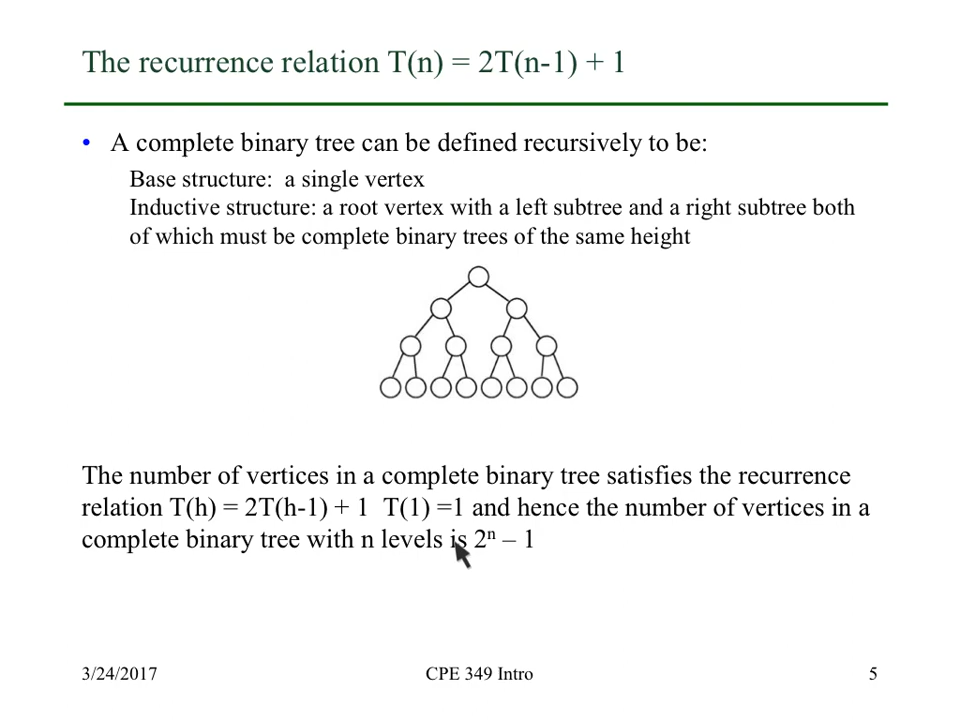 The recurrence relation T(n) = 2T(n-1) + 1
• A complete binary tree can be defined recursively to be:
Base structure: a single vertex
Inductive structure: a root vertex with a left subtree and a right subtree both
of which must be complete binary trees of the same height
The number of vertices in a complete binary tree satisfies the recurrence
relation T(h) = 2T(h-1) + 1 T(1) =1 and hence the number of vertices in a
complete binary tree with n levels is 2ⁿ – 1
3/24/2017 CPE 349 Intro 5